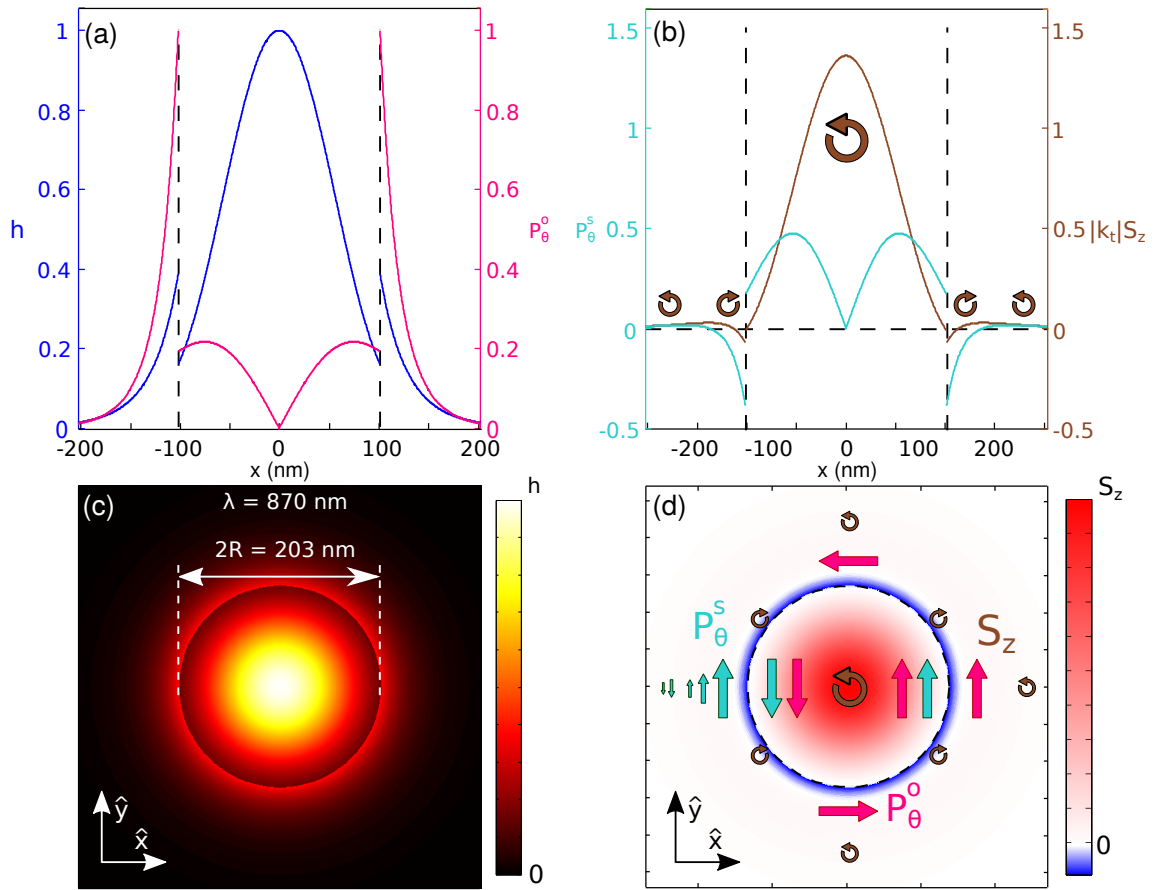 (a)
1
0.8
0.6
0.4
0.2
0
h
1
0.8
0.6
0.4
0.2
0
P_θ^o
-200 -100 0 100 200
x (nm)
(b)
1.5
1
0.5
0
-0.5
P_θ^s
1.5
1
0.5
0
-0.5
|k_t|S_z
-200 -100 0 100 200
x (nm)
(c)
λ = 870 nm
2R = 203 nm
ŷ
x̂
h
0
(d)
P_θ^s
S_z
P_θ^o
ŷ
x̂
S_z
0